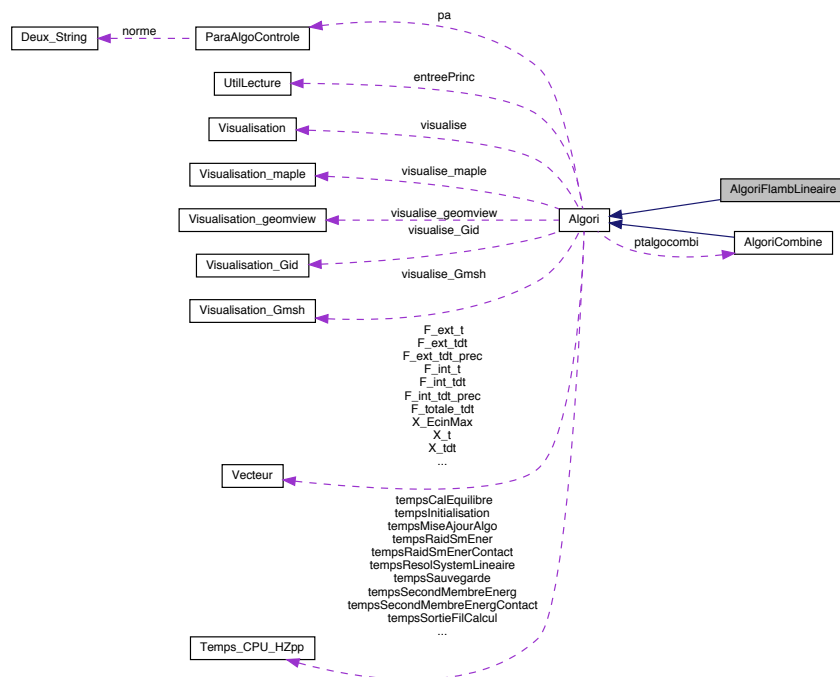 pa
norme
Deux_String
ParaAlgoControle
entreePrinc
UtilLecture
visualise
Visualisation
visualise_maple
Visualisation_maple
AlgoriFlambLineaire
visualise_geomview
Visualisation_geomview
Algori
visualise_Gid
ptalgocombi
AlgoriCombine
Visualisation_Gid
visualise_Gmsh
Visualisation_Gmsh
F_ext_t
F_ext_tdt
F_ext_tdt_prec
F_int_t
F_int_tdt
F_int_tdt_prec
F_totale_tdt
X_EcinMax
X_t
X_tdt
...
Vecteur
tempsCalEquilibre
tempsInitialisation
tempsMiseAjourAlgo
tempsRaidSmEner
tempsRaidSmEnerContact
tempsResolSystemLineaire
tempsSauvegarde
tempsSecondMembreEnerg
tempsSecondMembreEnergContact
tempsSortieFilCalcul
...
Temps_CPU_HZpp